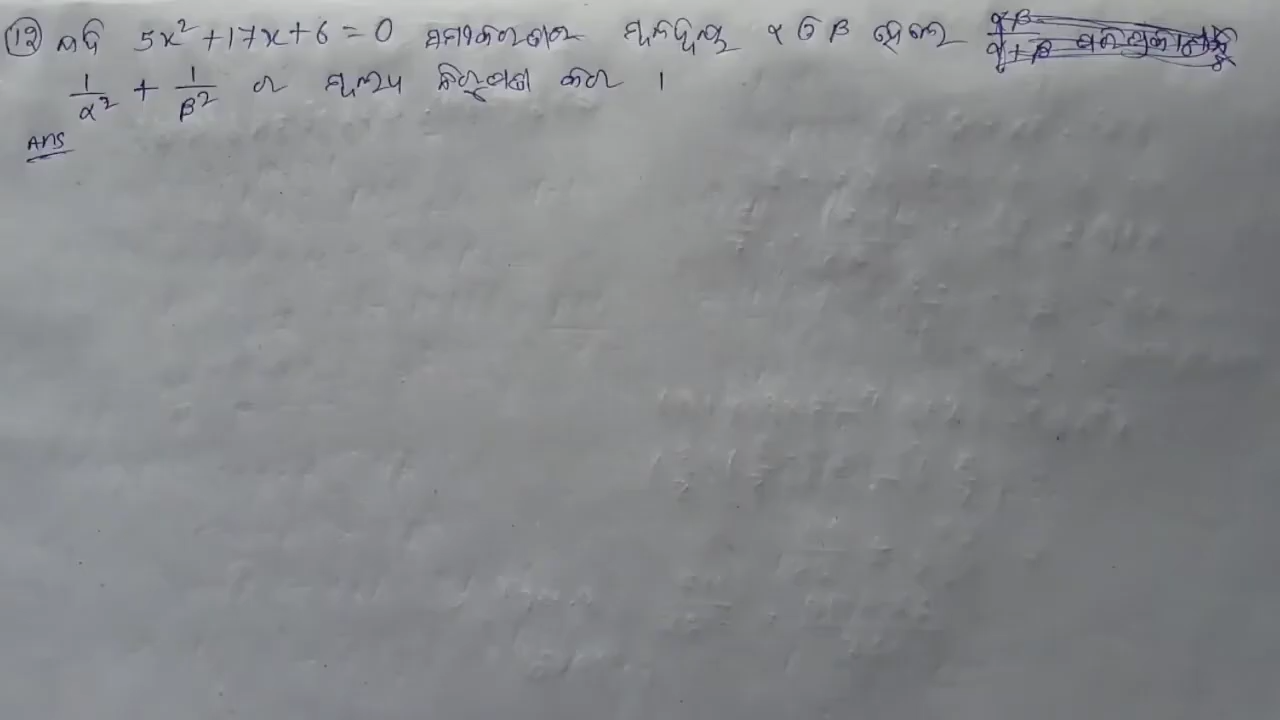 (12) ଯଦି 5x² + 17x + 6 = 0 ସମୀକରଣର ମୂଳଦ୍ୱୟ α ଓ β ହେଲେ
1/α² + 1/β² ର ମୂଲ୍ୟ ନିରୂପଣ କର ।
Ans